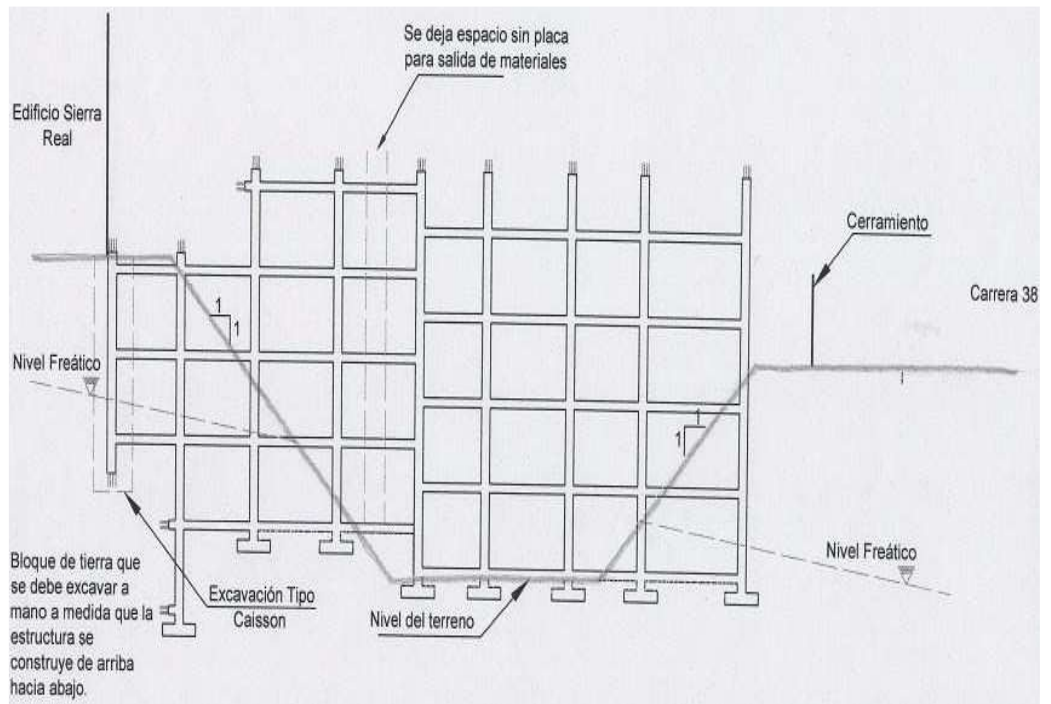 Se deja espacio sin placa
para salida de materiales
Edificio Sierra
Real
Cerramiento
Carrera 38
1
1
Nivel Freático
1
1
Nivel Freático
Bloque de tierra que
se debe excavar a
mano a medida que la
estructura se
construye de arriba
hacia abajo.
Excavación Tipo
Caisson
Nivel del terreno